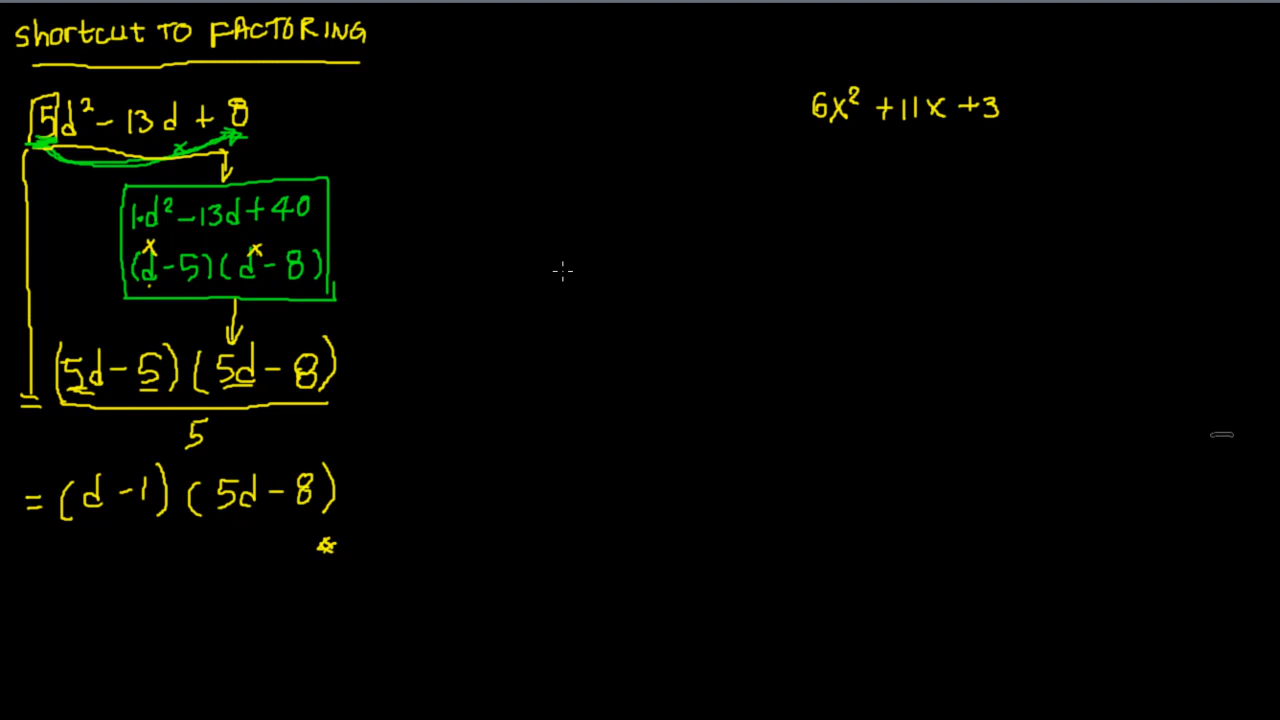 shortcut TO FACTORING
5d² - 13d + 8
6x² + 11x + 3
x
1·d² - 13d + 40
x x
(d - 5)(d - 8)
= (5d - 5)(5d - 8)
5
= (d - 1)(5d - 8)